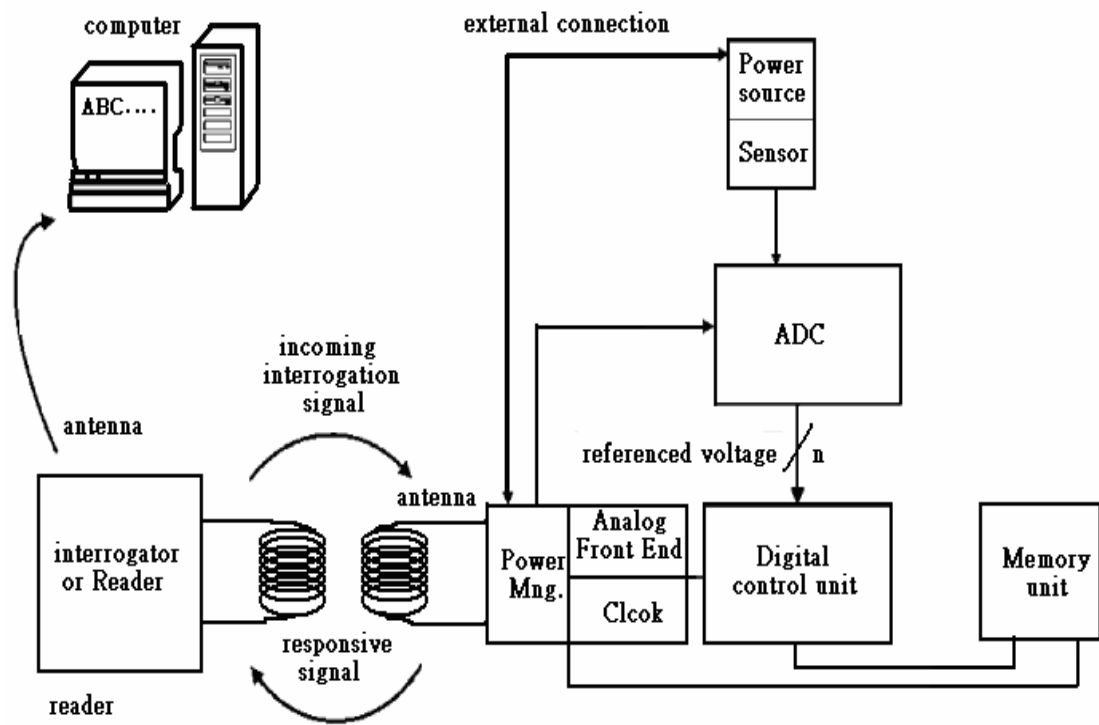 computer
external connection
ABC....
Power
source
Sensor
ADC
incoming
interrogation
signal
antenna
referenced voltage
n
antenna
interrogator
or Reader
Power
Mng.
Analog
Front End
Clcok
Digital
control unit
Memory
unit
responsive
signal
reader